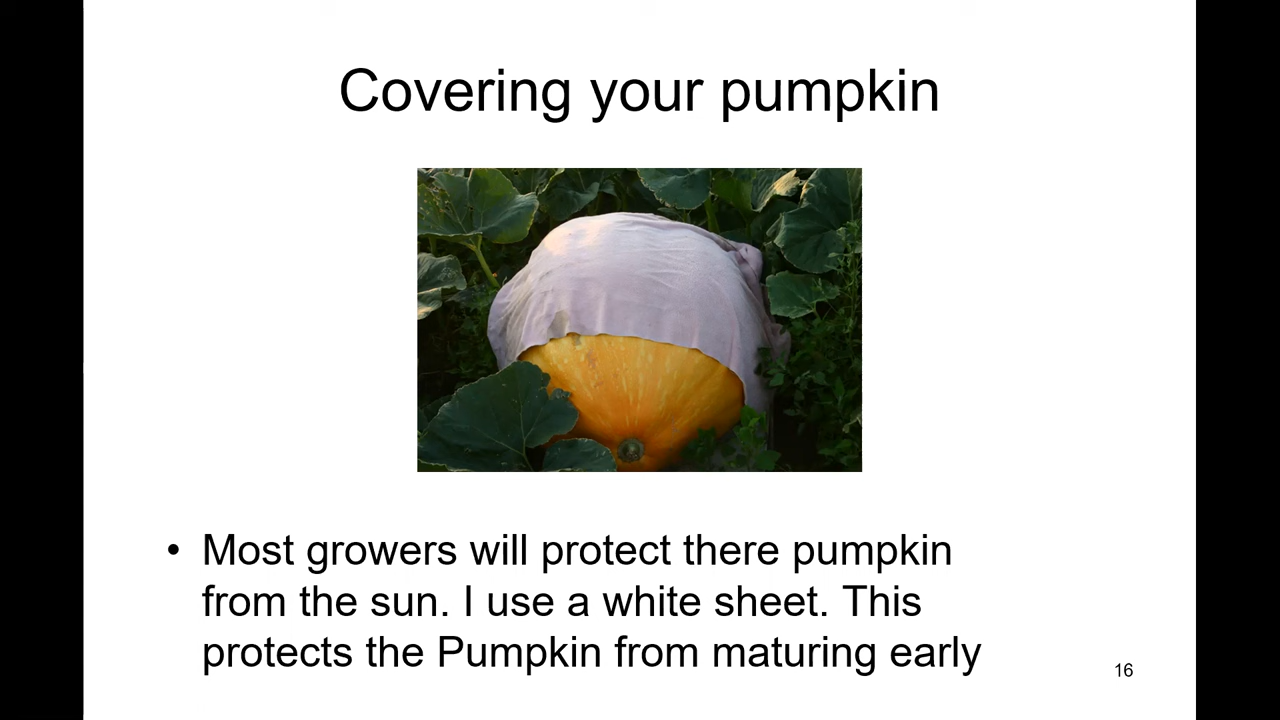 Covering your pumpkin
• Most growers will protect there pumpkin
from the sun. I use a white sheet. This
protects the Pumpkin from maturing early
16